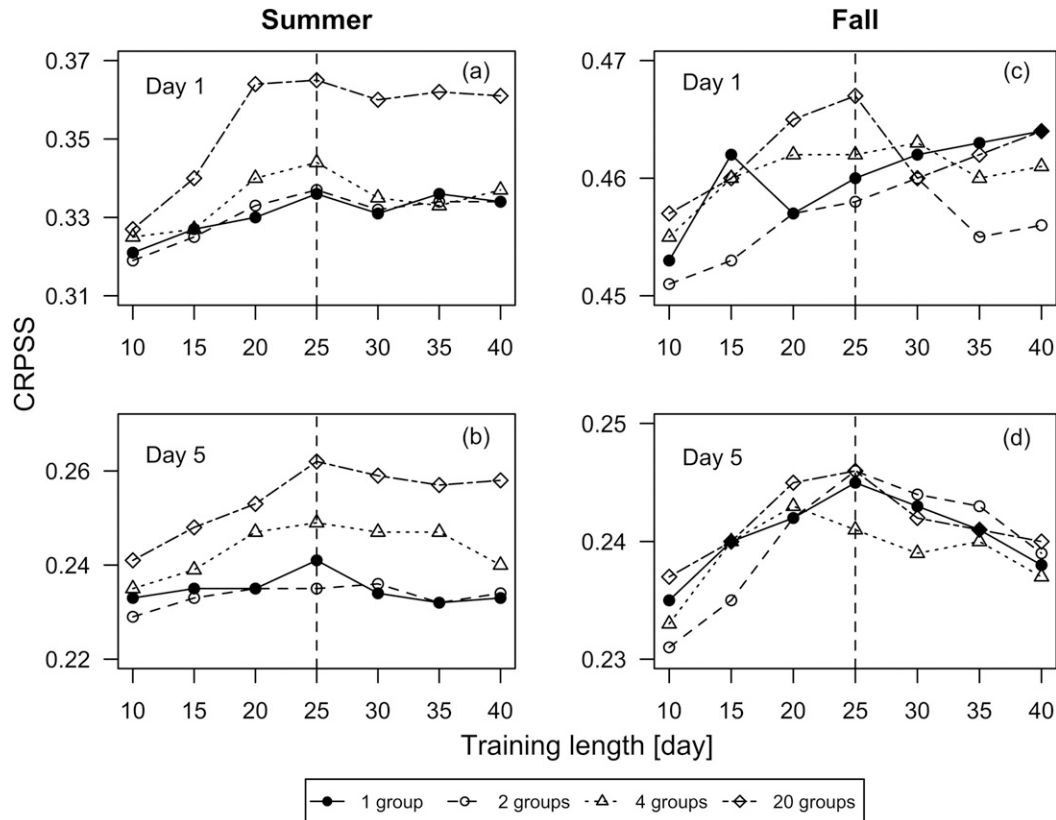 Summer
Fall
CRPSS
0.37
0.35
0.33
0.31
Day 1
(a)
10 15 20 25 30 35 40
0.47
0.46
0.45
Day 1
(c)
10 15 20 25 30 35 40
0.26
0.24
0.22
Day 5
(b)
10 15 20 25 30 35 40
0.25
0.24
0.23
Day 5
(d)
10 15 20 25 30 35 40
Training length [day]
1 group 2 groups 4 groups 20 groups